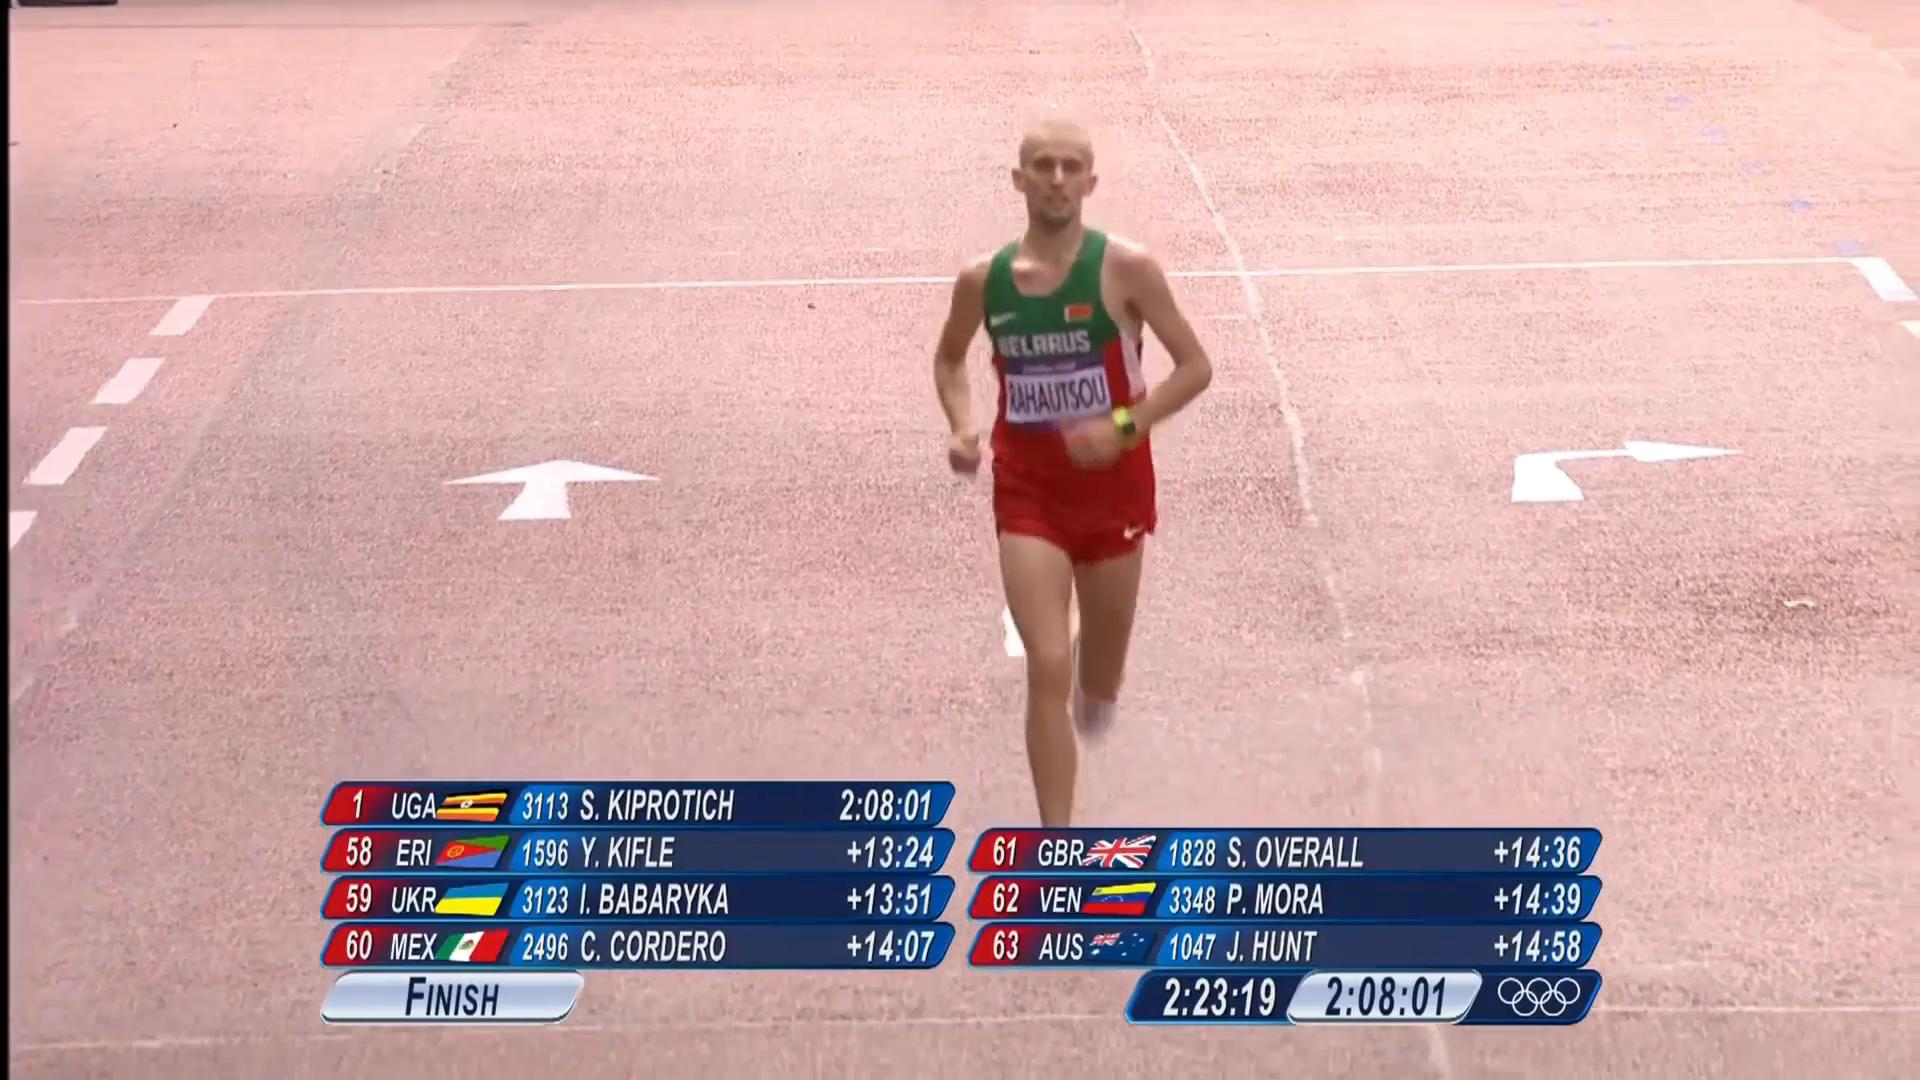 BELARUS
RAHAUTSOU
1 UGA 3113 S. KIPROTICH 2:08:01
58 ERI 1596 Y. KIFLE +13:24
59 UKR 3123 I. BABARYKA +13:51
60 MEX 2496 C. CORDERO +14:07
61 GBR 1828 S. OVERALL +14:36
62 VEN 3348 P. MORA +14:39
63 AUS 1047 J. HUNT +14:58
FINISH
2:23:19 2:08:01